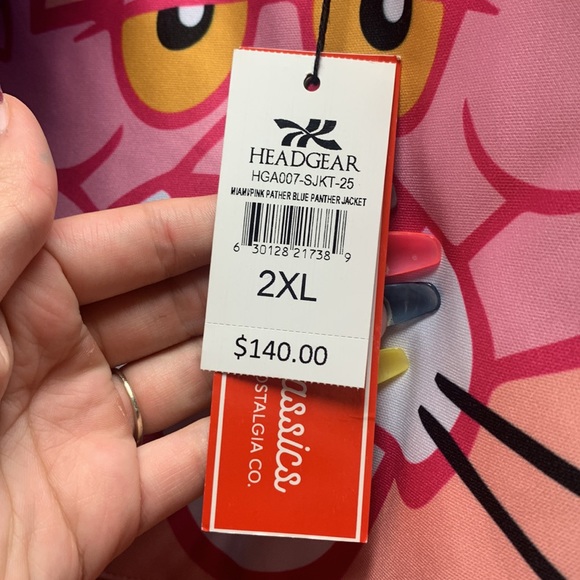 HEADGEAR
HGA007-SJKT-25
MIAMI/PINK PATHER BLUE PANTHER JACKET
6 30128 21738 9
2XL
$140.00
assics
OSTALGIA CO.